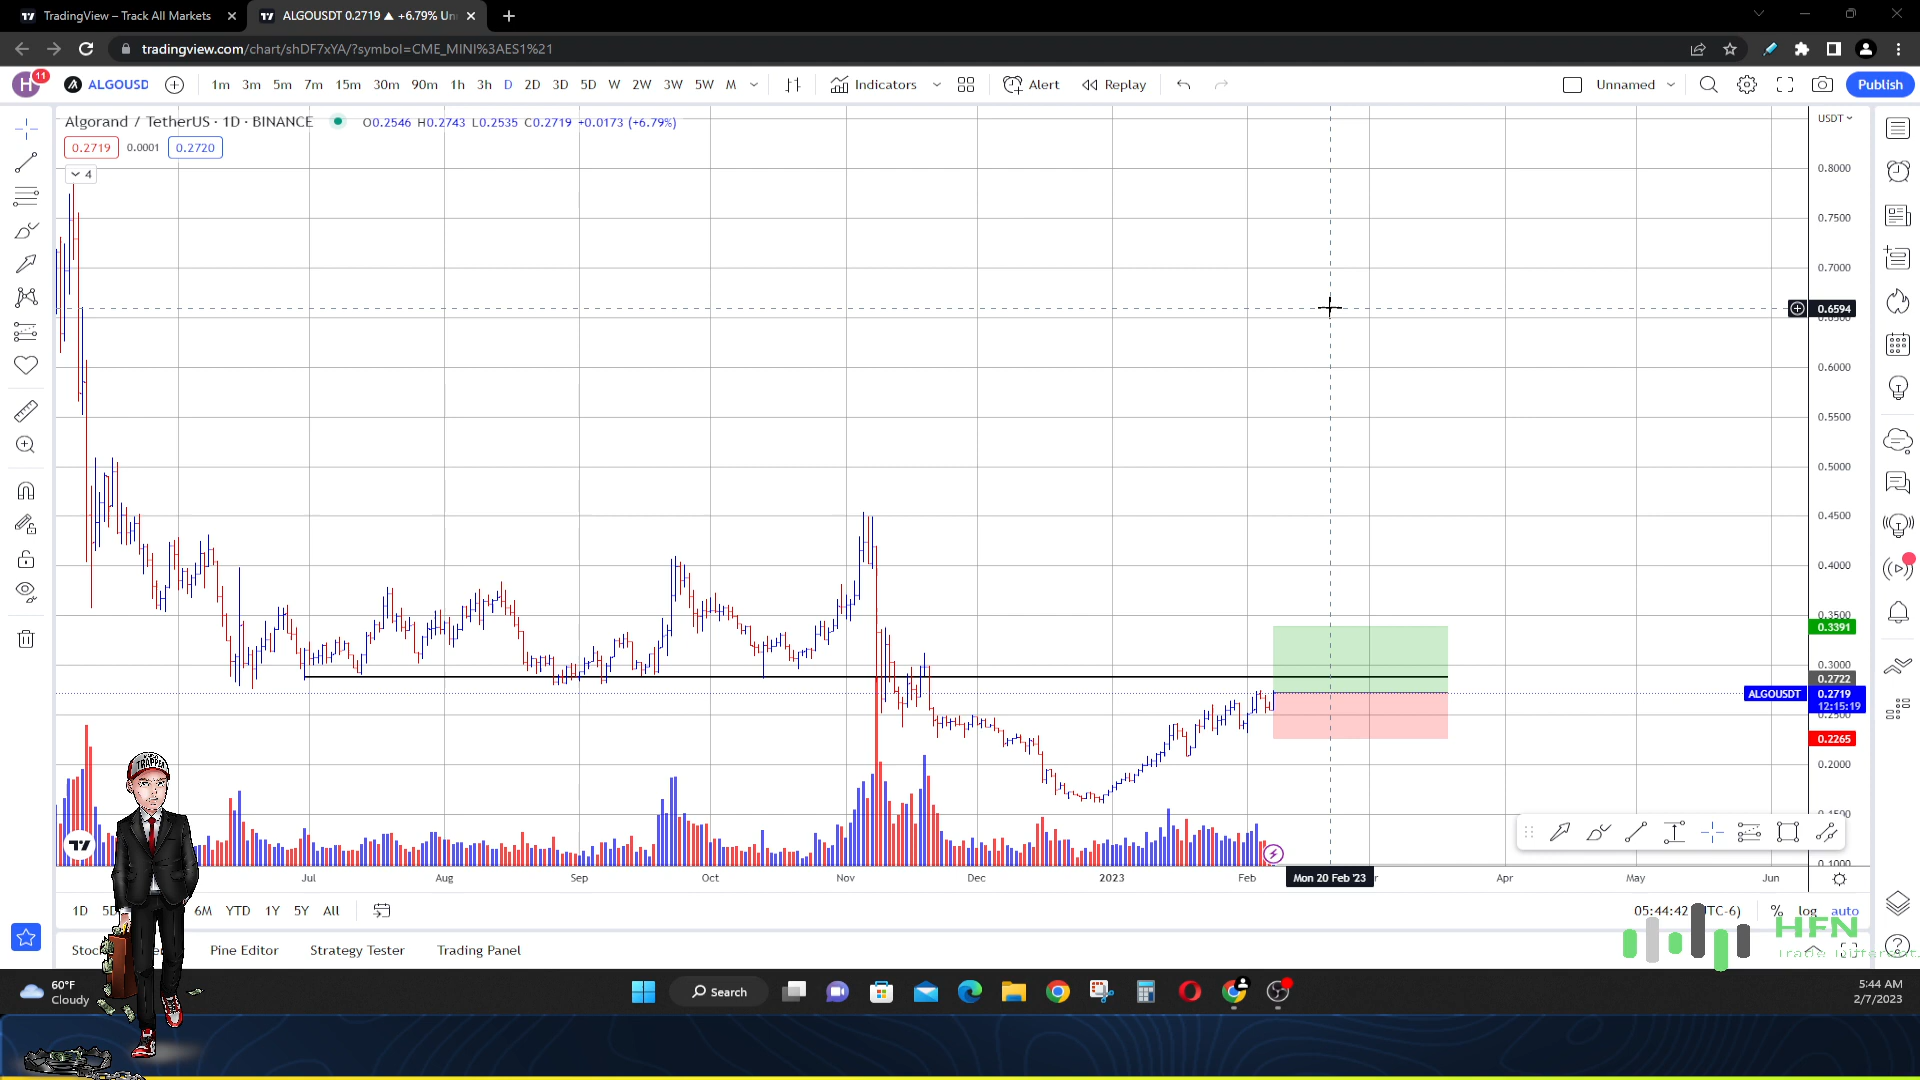 TradingView – Track All Markets
ALGOUSDT 0.2719 ▲ +6.79% Un
tradingview.com/chart/shDF7xYA/?symbol=CME_MINI%3AES1%21
H 11 ALGOUSD 1m 3m 5m 7m 15m 30m 90m 1h 3h D 2D 3D 5D W 2W 3W 5W M Indicators Alert Replay Unnamed Publish
Algorand / TetherUS · 1D · BINANCE O0.2546 H0.2743 L0.2535 C0.2719 +0.0173 (+6.79%)
USDT
0.2719 0.0001 0.2720
4
0.8000
0.7500
0.7000
0.6594
0.6000
0.5500
0.5000
0.4500
0.4000
0.3500
0.3391
0.3000
0.2722
ALGOUSDT 0.2719
12:15:19
0.2500
0.2265
0.2000
0.1000
TRAPPER
Jul Aug Sep Oct Nov Dec 2023 Feb Mon 20 Feb '23 Apr May Jun
1D 6M YTD 1Y 5Y All 05:44:42 % log auto
HFN
Pine Editor Strategy Tester Trading Panel
60°F
Cloudy
Search
5:44 AM
2/7/2023